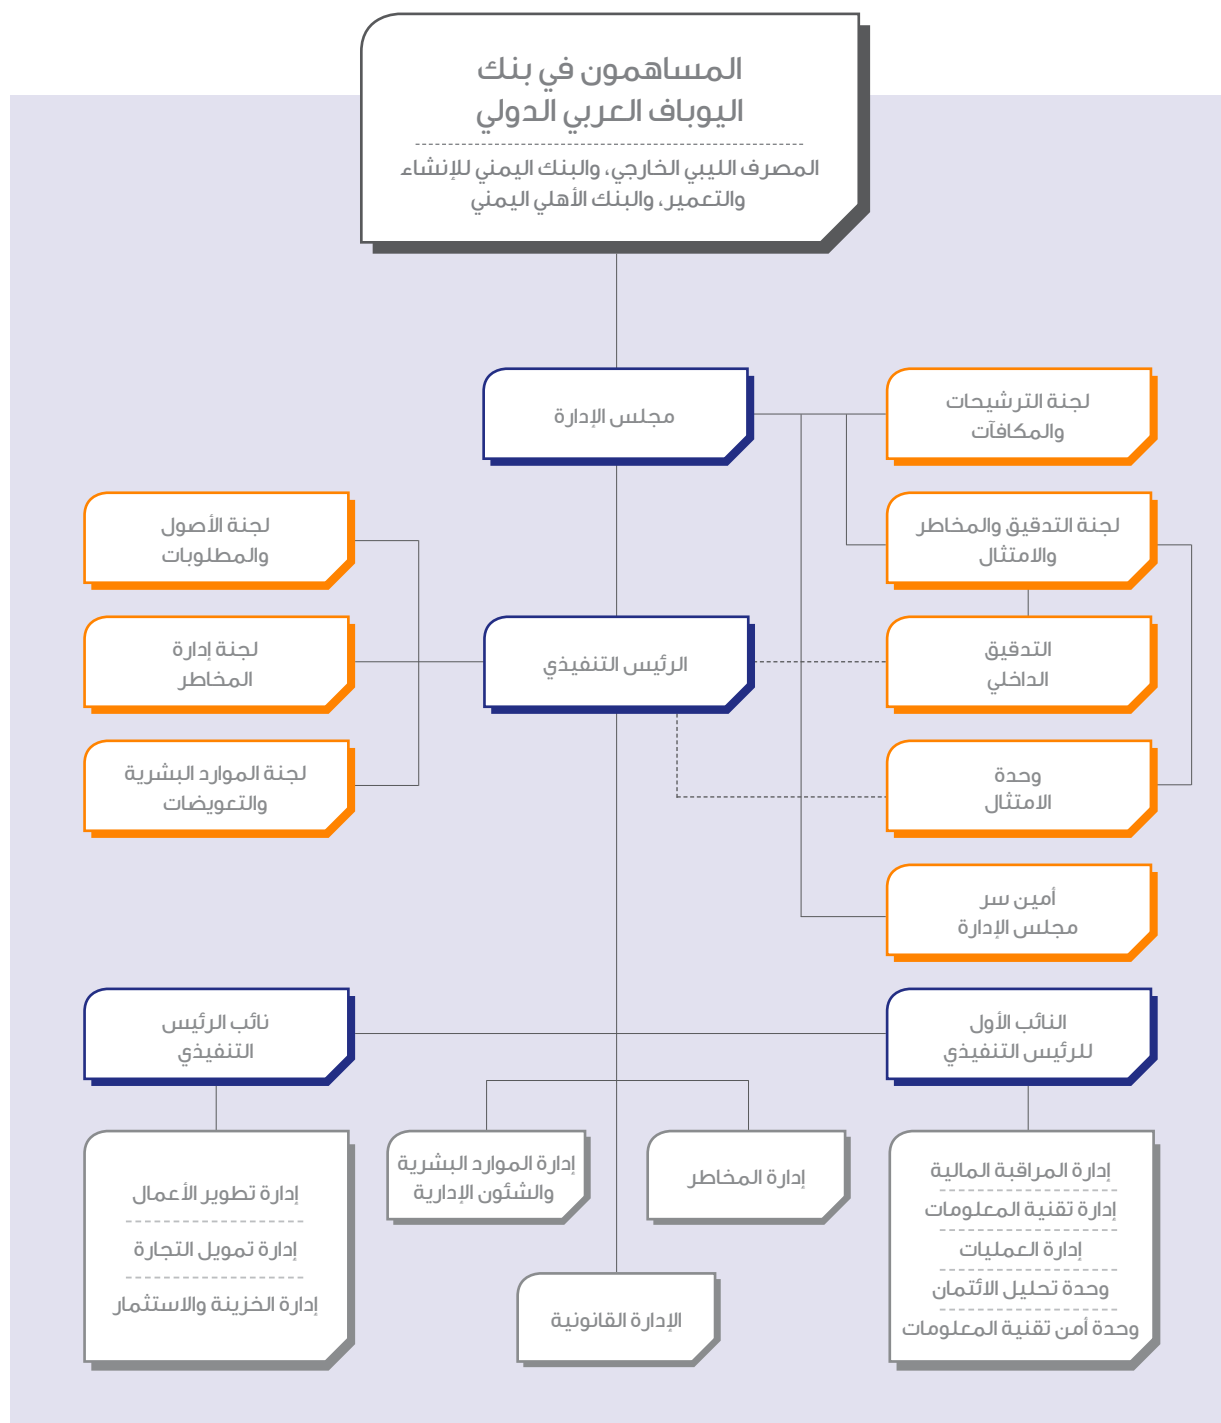 المساهمون في بنك
اليوباف العربي الدولي
المصرف الليبي الخارجي، والبنك اليمني للإنشاء
والتعمير، والبنك الأهلي اليمني
مجلس الإدارة
لجنة الترشيحات
والمكافآت
لجنة التدقيق والمخاطر
والامتثال
لجنة الأصول
والمطلوبات
الرئيس التنفيذي
التدقيق
الداخلي
لجنة إدارة
المخاطر
وحدة
الامتثال
لجنة الموارد البشرية
والتعويضات
أمين سر
مجلس الإدارة
النائب الأول
للرئيس التنفيذي
نائب الرئيس
التنفيذي
إدارة المراقبة المالية
إدارة تقنية المعلومات
إدارة العمليات
وحدة تحليل الائتمان
وحدة أمن تقنية المعلومات
إدارة المخاطر
إدارة الموارد البشرية
والشئون الإدارية
إدارة تطوير الأعمال
إدارة تمويل التجارة
إدارة الخزينة والاستثمار
الإدارة القانونية